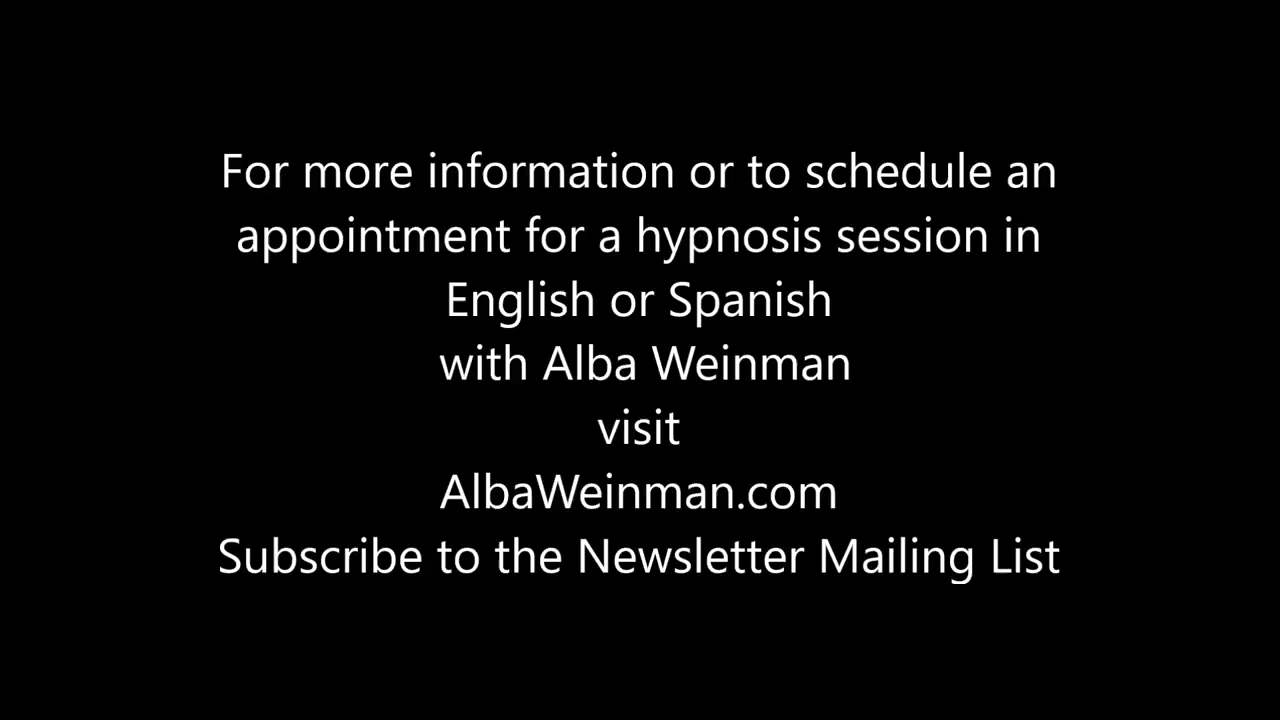 For more information or to schedule an
appointment for a hypnosis session in
English or Spanish
with Alba Weinman
visit
AlbaWeinman.com
Subscribe to the Newsletter Mailing List